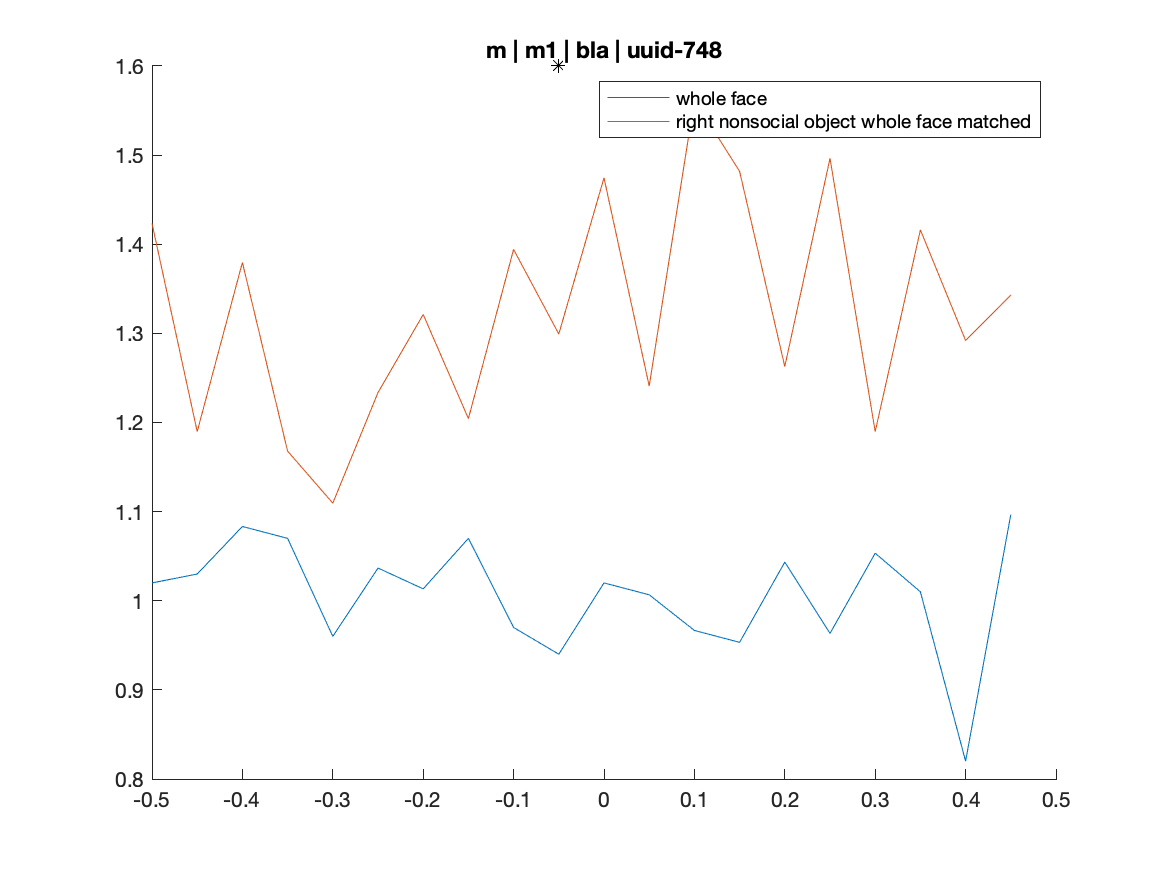 m | m1 | bla | uuid-748
whole face
right nonsocial object whole face matched
1.6
1.5
1.4
1.3
1.2
1.1
1
0.9
0.8
-0.5 -0.4 -0.3 -0.2 -0.1 0 0.1 0.2 0.3 0.4 0.5